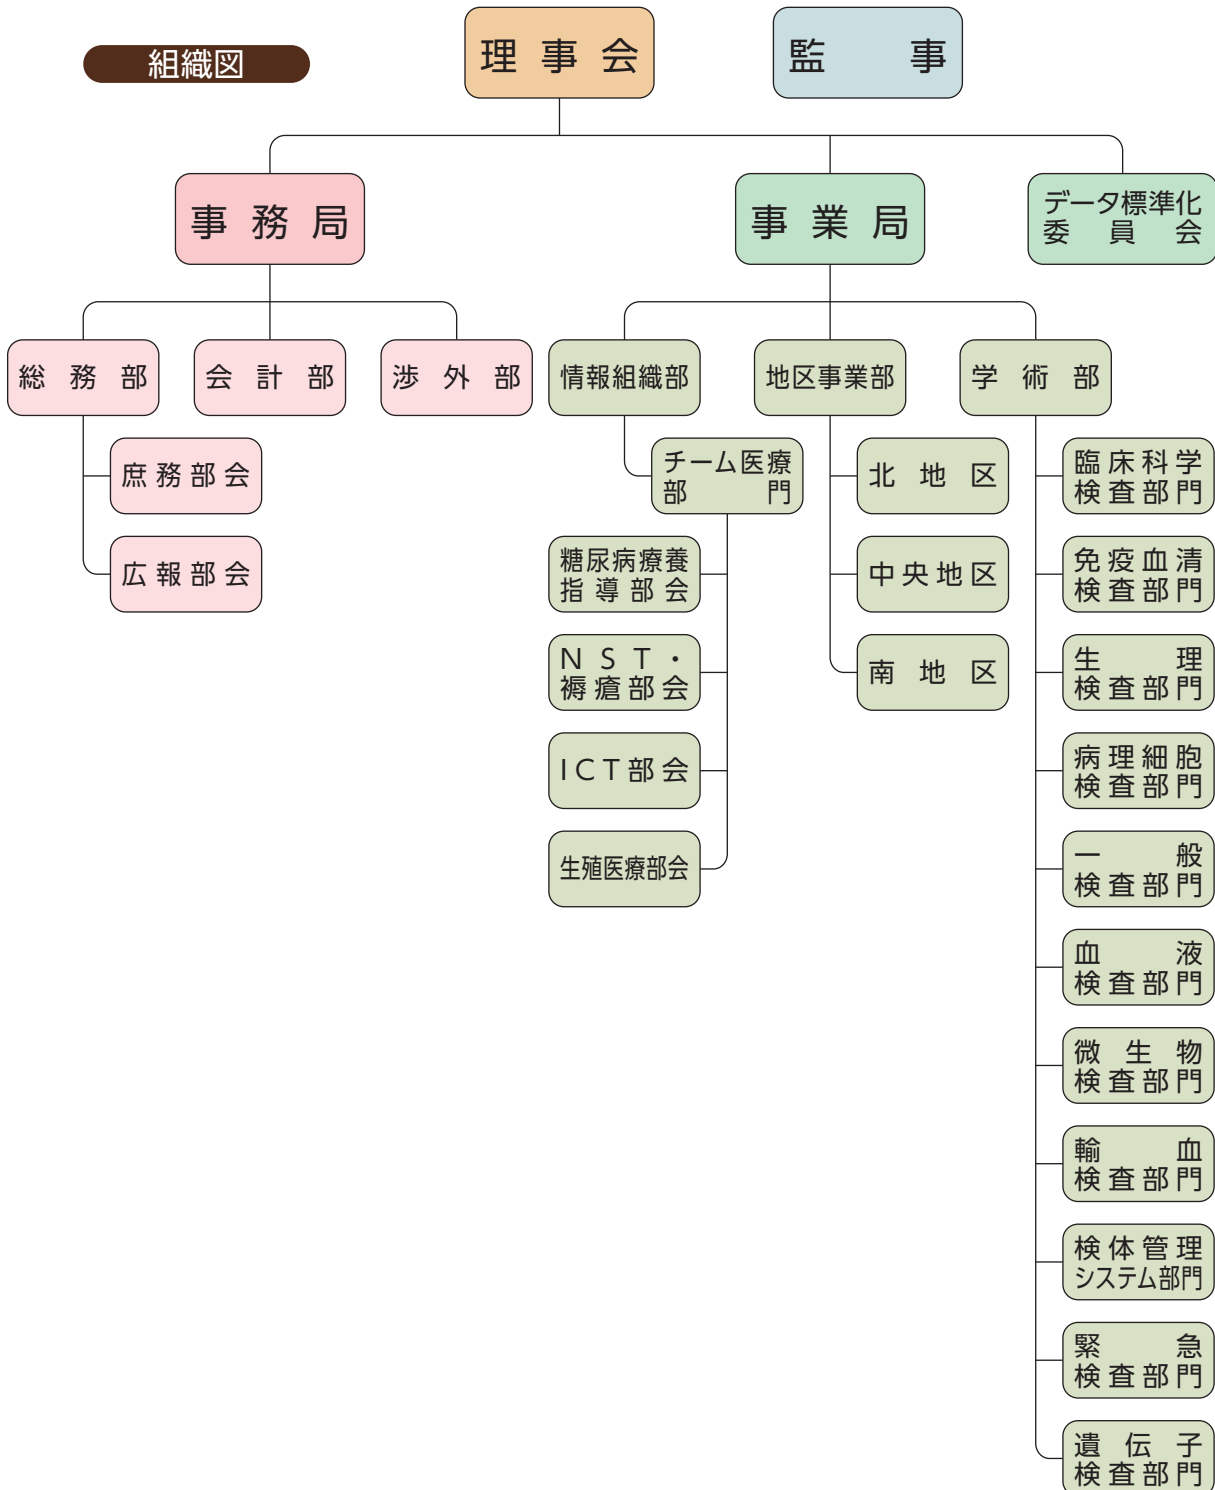 組織図
理事会
監事
事務局
事業局
データ標準化
委員会
総務部
会計部
渉外部
情報組織部
地区事業部
学術部
庶務部会
広報部会
チーム医療
部門
糖尿病療養
指導部会
NST・
褥瘡部会
ICT部会
生殖医療部会
北地区
中央地区
南地区
臨床科学
検査部門
免疫血清
検査部門
生理
検査部門
病理細胞
検査部門
一般
検査部門
血液
検査部門
微生物
検査部門
輸血
検査部門
検体管理
システム部門
緊急
検査部門
遺伝子
検査部門